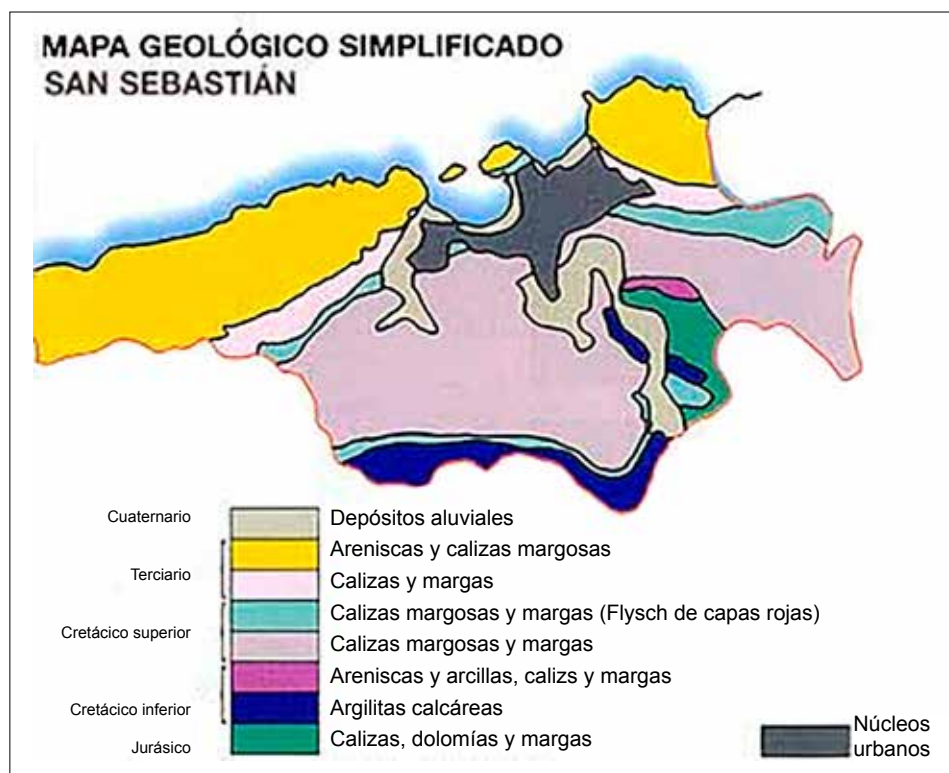 MAPA GEOLÓGICO SIMPLIFICADO
SAN SEBASTIÁN
Cuaternario
Depósitos aluviales
Areniscas y calizas margosas
Terciario
Calizas y margas
Calizas margosas y margas (Flysch de capas rojas)
Cretácico superior
Calizas margosas y margas
Areniscas y arcillas, calizs y margas
Cretácico inferior
Argilitas calcáreas
Jurásico
Calizas, dolomías y margas
Núcleos
urbanos